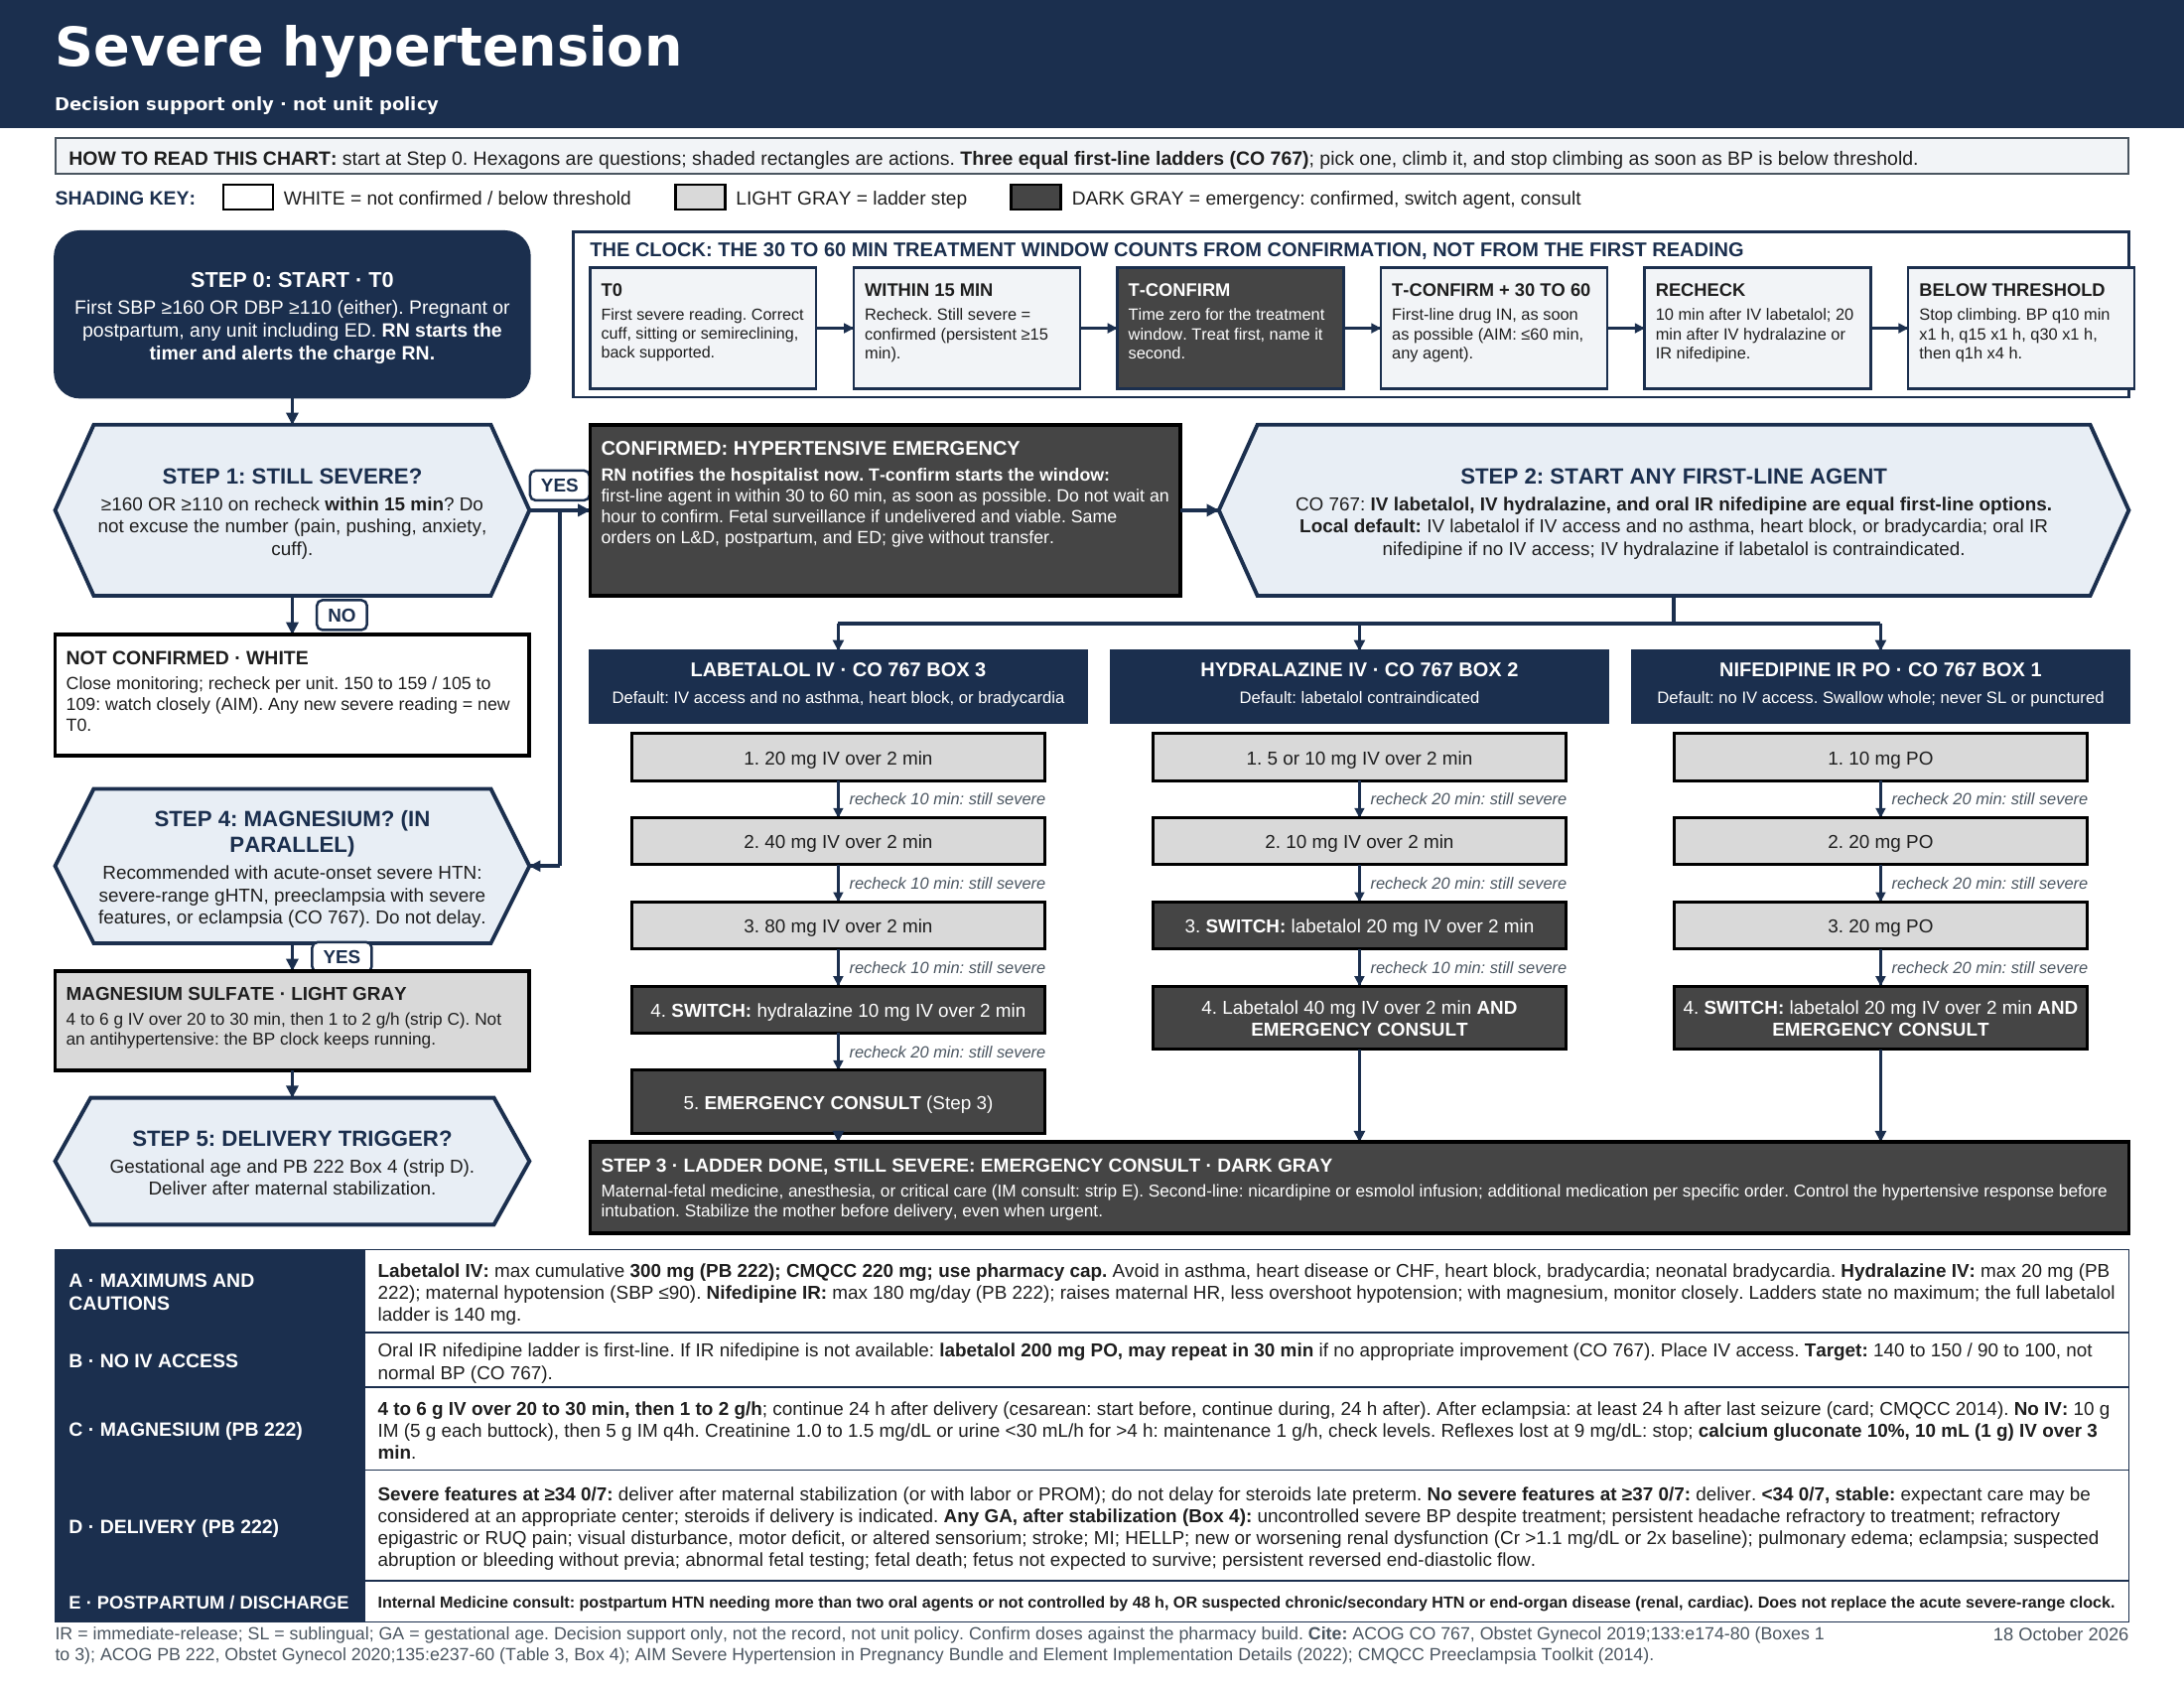 Severe hypertension
Decision support only · not unit policy
HOW TO READ THIS CHART: start at Step 0. Hexagons are questions; shaded rectangles are actions. Three equal first-line ladders (CO 767); pick one, climb it, and stop climbing as soon as BP is below threshold.
SHADING KEY:
WHITE = not confirmed / below threshold
LIGHT GRAY = ladder step
DARK GRAY = emergency: confirmed, switch agent, consult
STEP 0: START · T0
First SBP ≥160 OR DBP ≥110 (either). Pregnant or
postpartum, any unit including ED. RN starts the
timer and alerts the charge RN.
THE CLOCK: THE 30 TO 60 MIN TREATMENT WINDOW COUNTS FROM CONFIRMATION, NOT FROM THE FIRST READING
T0
First severe reading. Correct
cuff, sitting or semireclining,
back supported.
WITHIN 15 MIN
Recheck. Still severe =
confirmed (persistent ≥15
min).
T-CONFIRM
Time zero for the treatment
window. Treat first, name it
second.
T-CONFIRM + 30 TO 60
First-line drug IN, as soon
as possible (AIM: ≤60 min,
any agent).
RECHECK
10 min after IV labetalol; 20
min after IV hydralazine or
IR nifedipine.
BELOW THRESHOLD
Stop climbing. BP q10 min
x1 h, q15 x1 h, q30 x1 h,
then q1h x4 h.
STEP 1: STILL SEVERE?
≥160 OR ≥110 on recheck within 15 min? Do
not excuse the number (pain, pushing, anxiety,
cuff).
YES
CONFIRMED: HYPERTENSIVE EMERGENCY
RN notifies the hospitalist now. T-confirm starts the window:
first-line agent in within 30 to 60 min, as soon as possible. Do not wait an
hour to confirm. Fetal surveillance if undelivered and viable. Same
orders on L&D, postpartum, and ED; give without transfer.
STEP 2: START ANY FIRST-LINE AGENT
CO 767: IV labetalol, IV hydralazine, and oral IR nifedipine are equal first-line options.
Local default: IV labetalol if IV access and no asthma, heart block, or bradycardia; oral IR
nifedipine if no IV access; IV hydralazine if labetalol is contraindicated.
NO
NOT CONFIRMED · WHITE
Close monitoring; recheck per unit. 150 to 159 / 105 to
109: watch closely (AIM). Any new severe reading = new
T0.
STEP 4: MAGNESIUM? (IN
PARALLEL)
Recommended with acute-onset severe HTN:
severe-range gHTN, preeclampsia with severe
features, or eclampsia (CO 767). Do not delay.
YES
MAGNESIUM SULFATE · LIGHT GRAY
4 to 6 g IV over 20 to 30 min, then 1 to 2 g/h (strip C). Not
an antihypertensive: the BP clock keeps running.
STEP 5: DELIVERY TRIGGER?
Gestational age and PB 222 Box 4 (strip D).
Deliver after maternal stabilization.
LABETALOL IV · CO 767 BOX 3
Default: IV access and no asthma, heart block, or bradycardia
1. 20 mg IV over 2 min
recheck 10 min: still severe
2. 40 mg IV over 2 min
recheck 10 min: still severe
3. 80 mg IV over 2 min
recheck 10 min: still severe
4. SWITCH: hydralazine 10 mg IV over 2 min
recheck 20 min: still severe
5. EMERGENCY CONSULT (Step 3)
HYDRALAZINE IV · CO 767 BOX 2
Default: labetalol contraindicated
1. 5 or 10 mg IV over 2 min
recheck 20 min: still severe
2. 10 mg IV over 2 min
recheck 20 min: still severe
3. SWITCH: labetalol 20 mg IV over 2 min
recheck 10 min: still severe
4. Labetalol 40 mg IV over 2 min AND
EMERGENCY CONSULT
NIFEDIPINE IR PO · CO 767 BOX 1
Default: no IV access. Swallow whole; never SL or punctured
1. 10 mg PO
recheck 20 min: still severe
2. 20 mg PO
recheck 20 min: still severe
3. 20 mg PO
recheck 20 min: still severe
4. SWITCH: labetalol 20 mg IV over 2 min AND
EMERGENCY CONSULT
STEP 3 · LADDER DONE, STILL SEVERE: EMERGENCY CONSULT · DARK GRAY
Maternal-fetal medicine, anesthesia, or critical care (IM consult: strip E). Second-line: nicardipine or esmolol infusion; additional medication per specific order. Control the hypertensive response before
intubation. Stabilize the mother before delivery, even when urgent.
A · MAXIMUMS AND
CAUTIONS
Labetalol IV: max cumulative 300 mg (PB 222); CMQCC 220 mg; use pharmacy cap. Avoid in asthma, heart disease or CHF, heart block, bradycardia; neonatal bradycardia. Hydralazine IV: max 20 mg (PB
222); maternal hypotension (SBP ≤90). Nifedipine IR: max 180 mg/day (PB 222); raises maternal HR, less overshoot hypotension; with magnesium, monitor closely. Ladders state no maximum; the full labetalol
ladder is 140 mg.
B · NO IV ACCESS
Oral IR nifedipine ladder is first-line. If IR nifedipine is not available: labetalol 200 mg PO, may repeat in 30 min if no appropriate improvement (CO 767). Place IV access. Target: 140 to 150 / 90 to 100, not
normal BP (CO 767).
C · MAGNESIUM (PB 222)
4 to 6 g IV over 20 to 30 min, then 1 to 2 g/h; continue 24 h after delivery (cesarean: start before, continue during, 24 h after). After eclampsia: at least 24 h after last seizure (card; CMQCC 2014). No IV: 10 g
IM (5 g each buttock), then 5 g IM q4h. Creatinine 1.0 to 1.5 mg/dL or urine <30 mL/h for >4 h: maintenance 1 g/h, check levels. Reflexes lost at 9 mg/dL: stop; calcium gluconate 10%, 10 mL (1 g) IV over 3
min.
D · DELIVERY (PB 222)
Severe features at ≥34 0/7: deliver after maternal stabilization (or with labor or PROM); do not delay for steroids late preterm. No severe features at ≥37 0/7: deliver. <34 0/7, stable: expectant care may be
considered at an appropriate center; steroids if delivery is indicated. Any GA, after stabilization (Box 4): uncontrolled severe BP despite treatment; persistent headache refractory to treatment; refractory
epigastric or RUQ pain; visual disturbance, motor deficit, or altered sensorium; stroke; MI; HELLP; new or worsening renal dysfunction (Cr >1.1 mg/dL or 2x baseline); pulmonary edema; eclampsia; suspected
abruption or bleeding without previa; abnormal fetal testing; fetal death; fetus not expected to survive; persistent reversed end-diastolic flow.
E · POSTPARTUM / DISCHARGE
Internal Medicine consult: postpartum HTN needing more than two oral agents or not controlled by 48 h, OR suspected chronic/secondary HTN or end-organ disease (renal, cardiac). Does not replace the acute severe-range clock.
IR = immediate-release; SL = sublingual; GA = gestational age. Decision support only, not the record, not unit policy. Confirm doses against the pharmacy build. Cite: ACOG CO 767, Obstet Gynecol 2019;133:e174-80 (Boxes 1
to 3); ACOG PB 222, Obstet Gynecol 2020;135:e237-60 (Table 3, Box 4); AIM Severe Hypertension in Pregnancy Bundle and Element Implementation Details (2022); CMQCC Preeclampsia Toolkit (2014).
18 October 2026